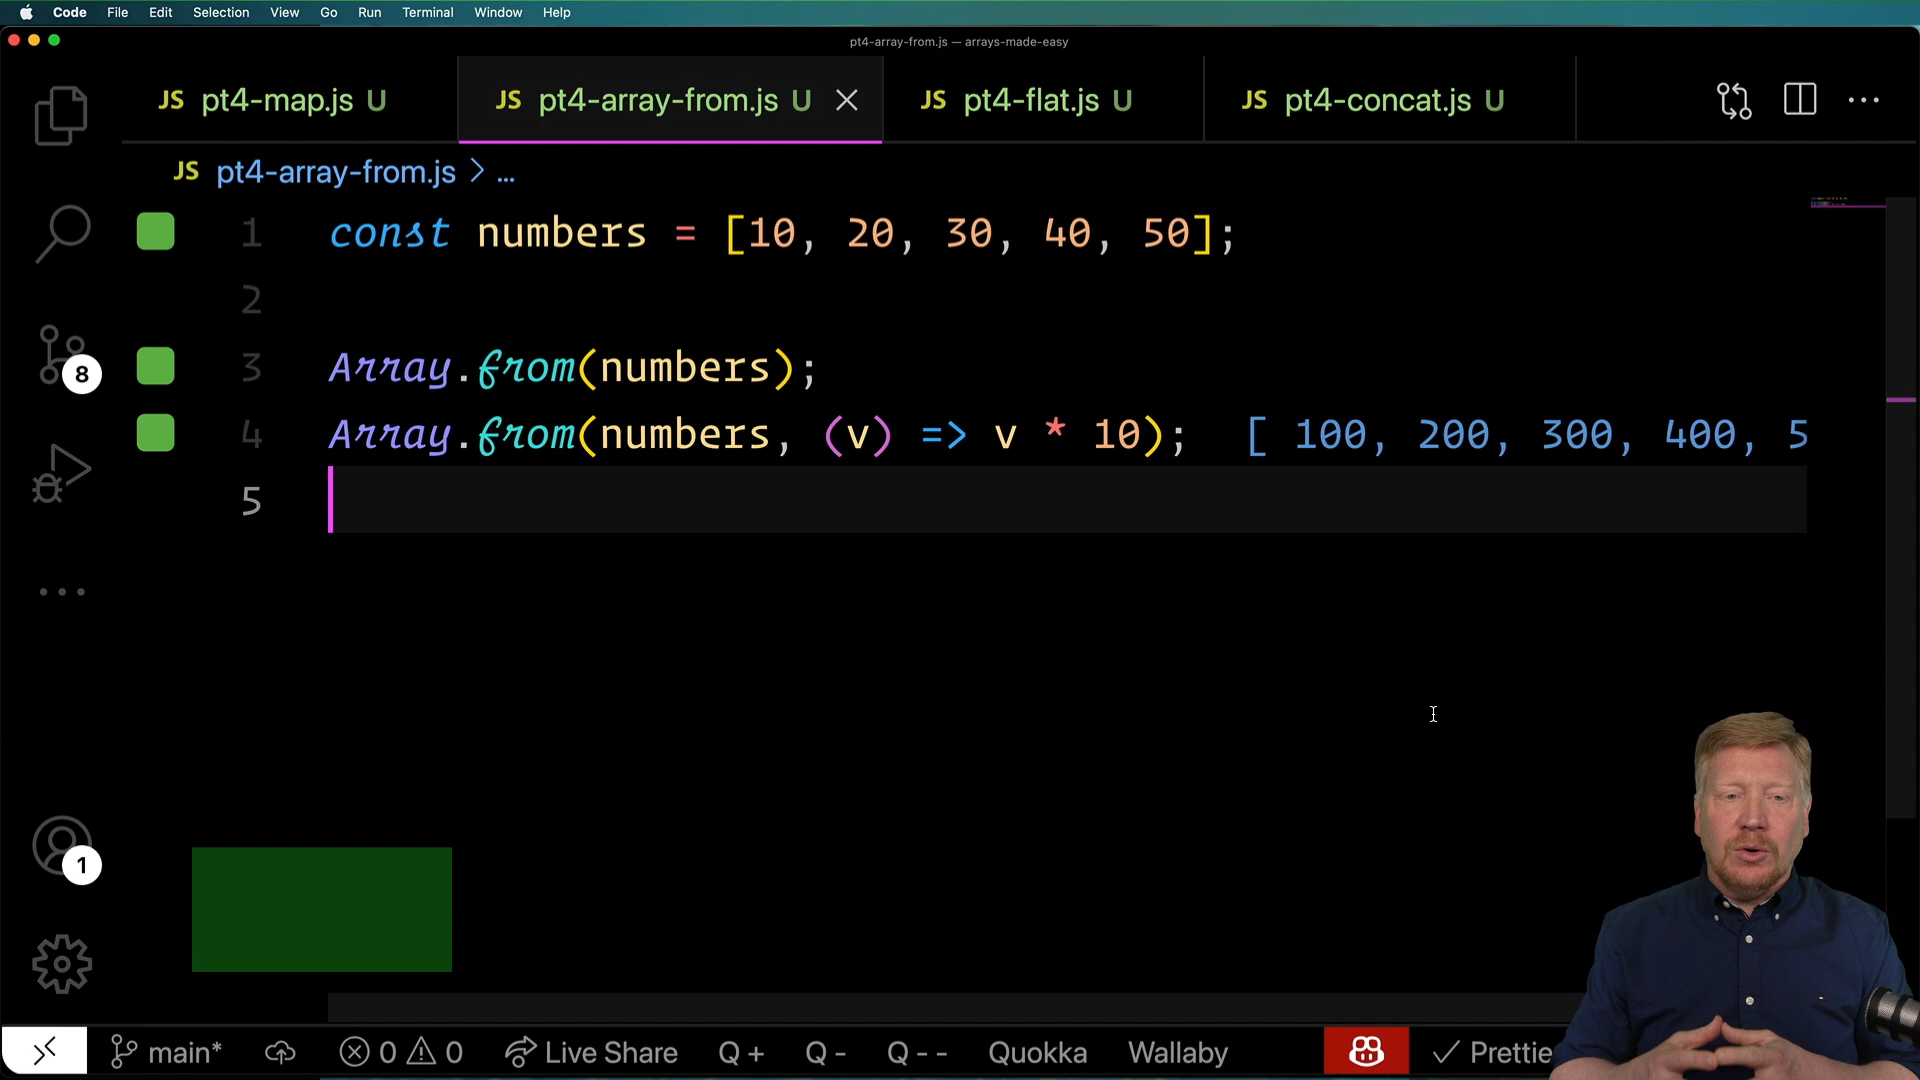 Code File Edit Selection View Go Run Terminal Window Help
pt4-array-from.js — arrays-made-easy
JS pt4-map.js U JS pt4-array-from.js U JS pt4-flat.js U JS pt4-concat.js U
JS pt4-array-from.js > ...
1 const numbers = [10, 20, 30, 40, 50];
2
3 Array.from(numbers);
4 Array.from(numbers, (v) => v * 10); [ 100, 200, 300, 400, 5
5
8
1
main* 0 0 Live Share Q + Q - Q - - Quokka Wallaby Prettie